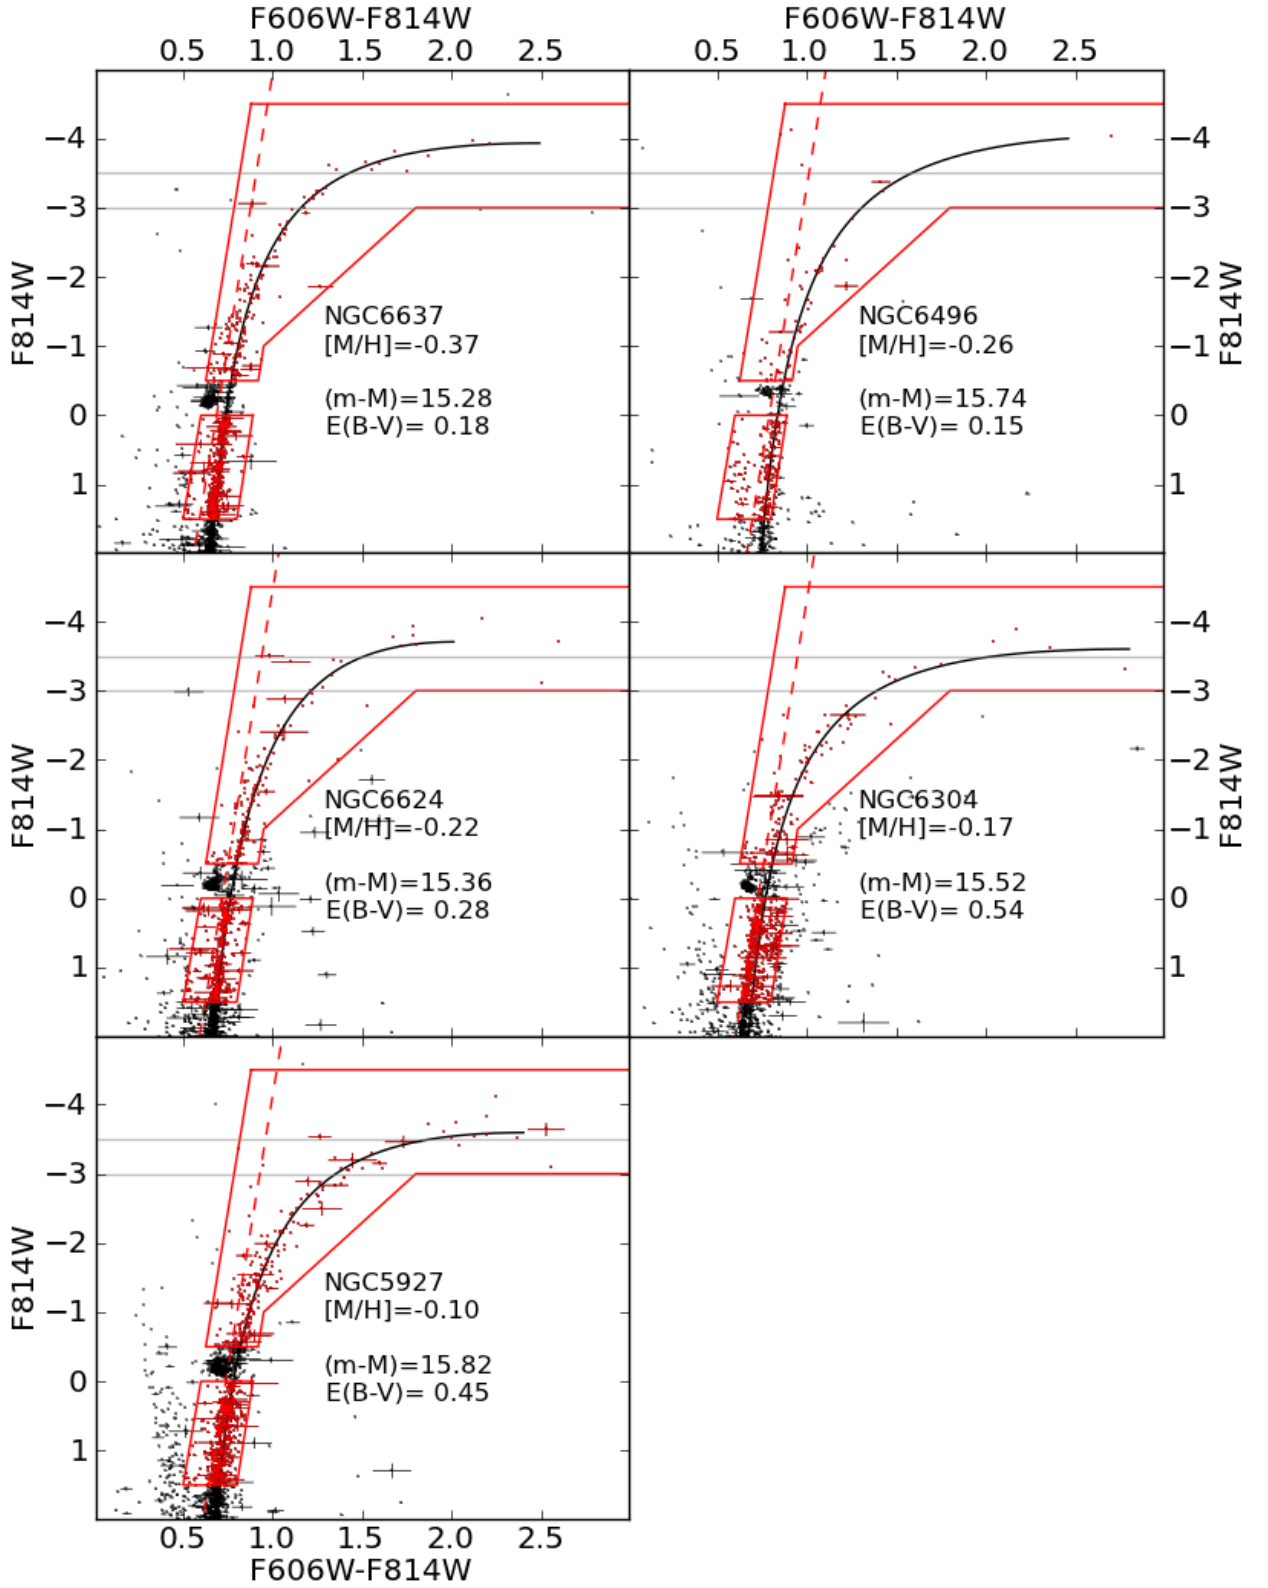 F606W-F814W F606W-F814W
0.5 1.0 1.5 2.0 2.5 0.5 1.0 1.5 2.0 2.5
−4 −4
−3 −3
−2 −2
F814W F814W
NGC6637 NGC6496
−1 [M/H]=-0.37 [M/H]=-0.26 −1
(m-M)=15.28 (m-M)=15.74
0 E(B-V)= 0.18 E(B-V)= 0.15 0
1 1
−4 −4
−3 −3
−2 −2
F814W F814W
NGC6624 NGC6304
−1 [M/H]=-0.22 [M/H]=-0.17 −1
(m-M)=15.36 (m-M)=15.52
0 E(B-V)= 0.28 E(B-V)= 0.54 0
1 1
−4
−3
−2
F814W
NGC5927
−1 [M/H]=-0.10
(m-M)=15.82
0 E(B-V)= 0.45
1
0.5 1.0 1.5 2.0 2.5
F606W-F814W